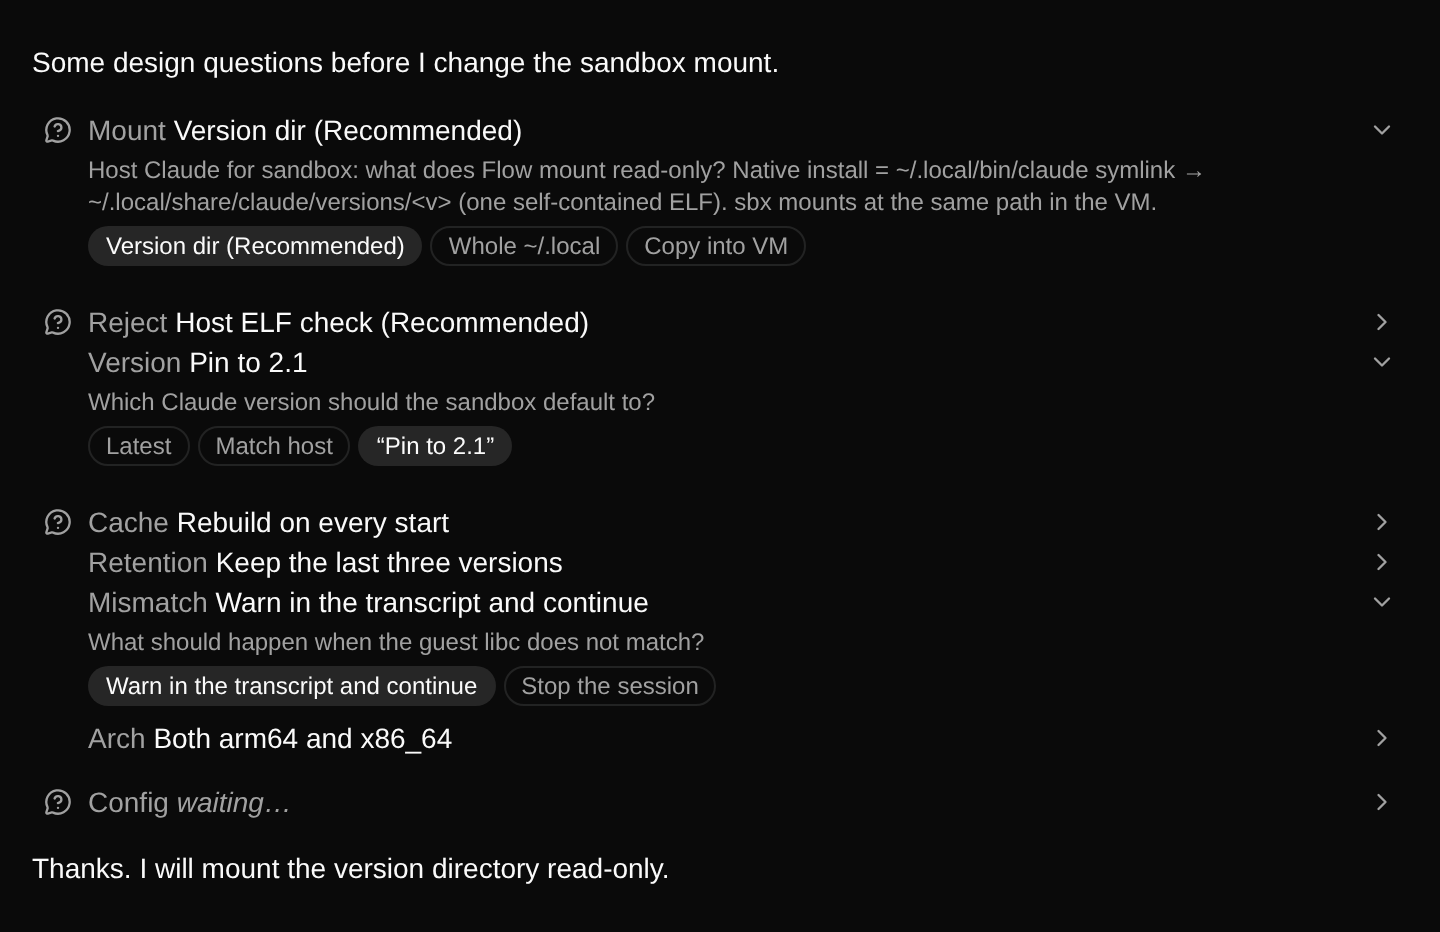 Some design questions before I change the sandbox mount.
Mount Version dir (Recommended)
Host Claude for sandbox: what does Flow mount read-only? Native install = ~/.local/bin/claude symlink →
~/.local/share/claude/versions/<v> (one self-contained ELF). sbx mounts at the same path in the VM.
Version dir (Recommended) Whole ~/.local Copy into VM
Reject Host ELF check (Recommended)
Version Pin to 2.1
Which Claude version should the sandbox default to?
Latest Match host “Pin to 2.1”
Cache Rebuild on every start
Retention Keep the last three versions
Mismatch Warn in the transcript and continue
What should happen when the guest libc does not match?
Warn in the transcript and continue Stop the session
Arch Both arm64 and x86_64
Config waiting…
Thanks. I will mount the version directory read-only.